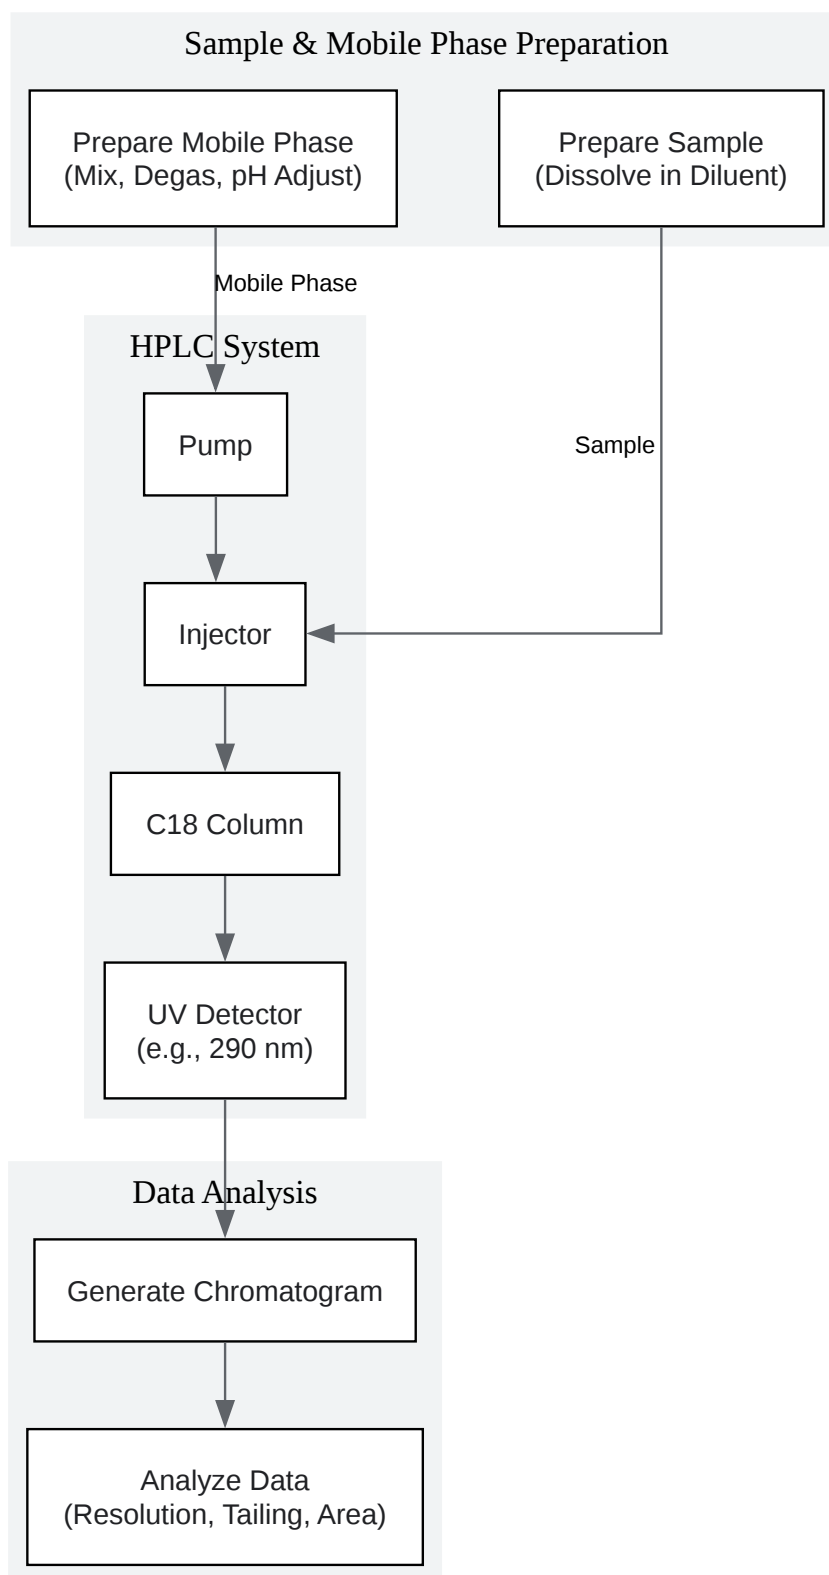 Sample & Mobile Phase Preparation
Prepare Mobile Phase
(Mix, Degas, pH Adjust)
Prepare Sample
(Dissolve in Diluent)
Mobile Phase
HPLC System
Pump
Sample
Injector
C18 Column
UV Detector
(e.g., 290 nm)
Data Analysis
Generate Chromatogram
Analyze Data
(Resolution, Tailing, Area)